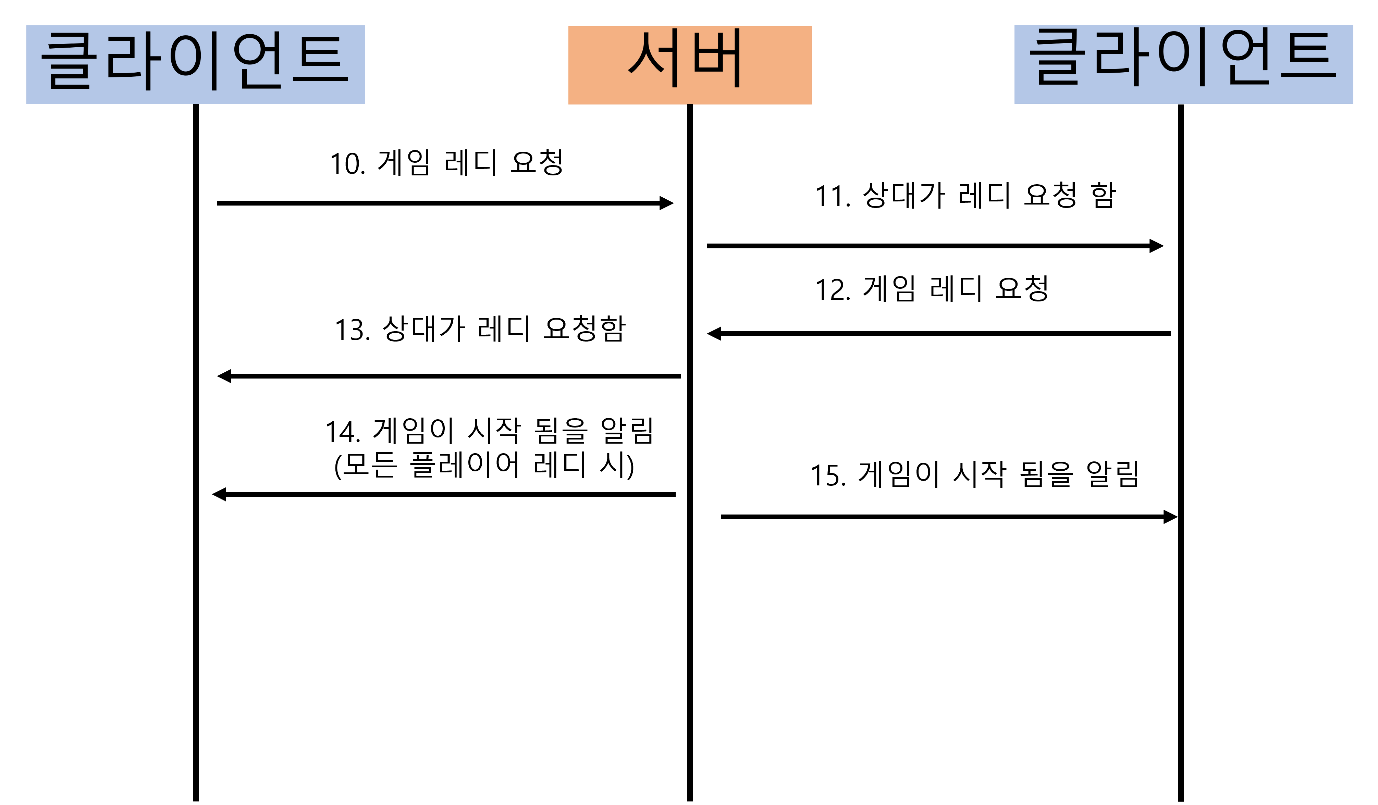 클라이언트
서버
클라이언트
10. 게임 레디 요청
11. 상대가 레디 요청 함
12. 게임 레디 요청
13. 상대가 레디 요청함
14. 게임이 시작 됨을 알림
(모든 플레이어 레디 시)
15. 게임이 시작 됨을 알림